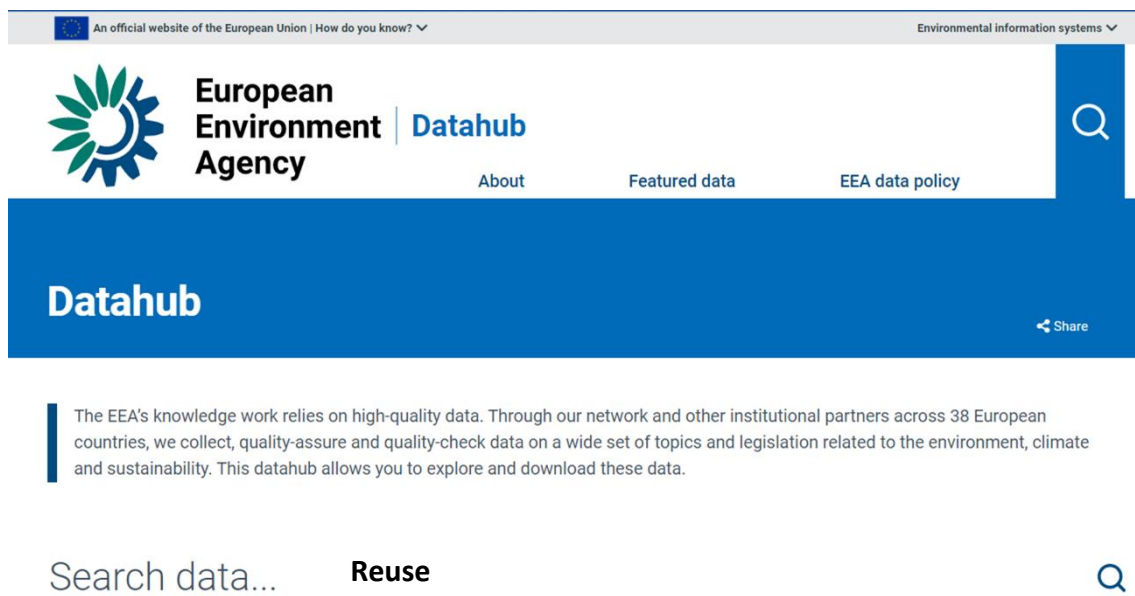 An official website of the European Union | How do you know?
Environmental information systems
European
Environment
Agency
Datahub
About
Featured data
EEA data policy
Datahub
Share
The EEA’s knowledge work relies on high-quality data. Through our network and other institutional partners across 38 European
countries, we collect, quality-assure and quality-check data on a wide set of topics and legislation related to the environment, climate
and sustainability. This datahub allows you to explore and download these data.
Search data...
Reuse